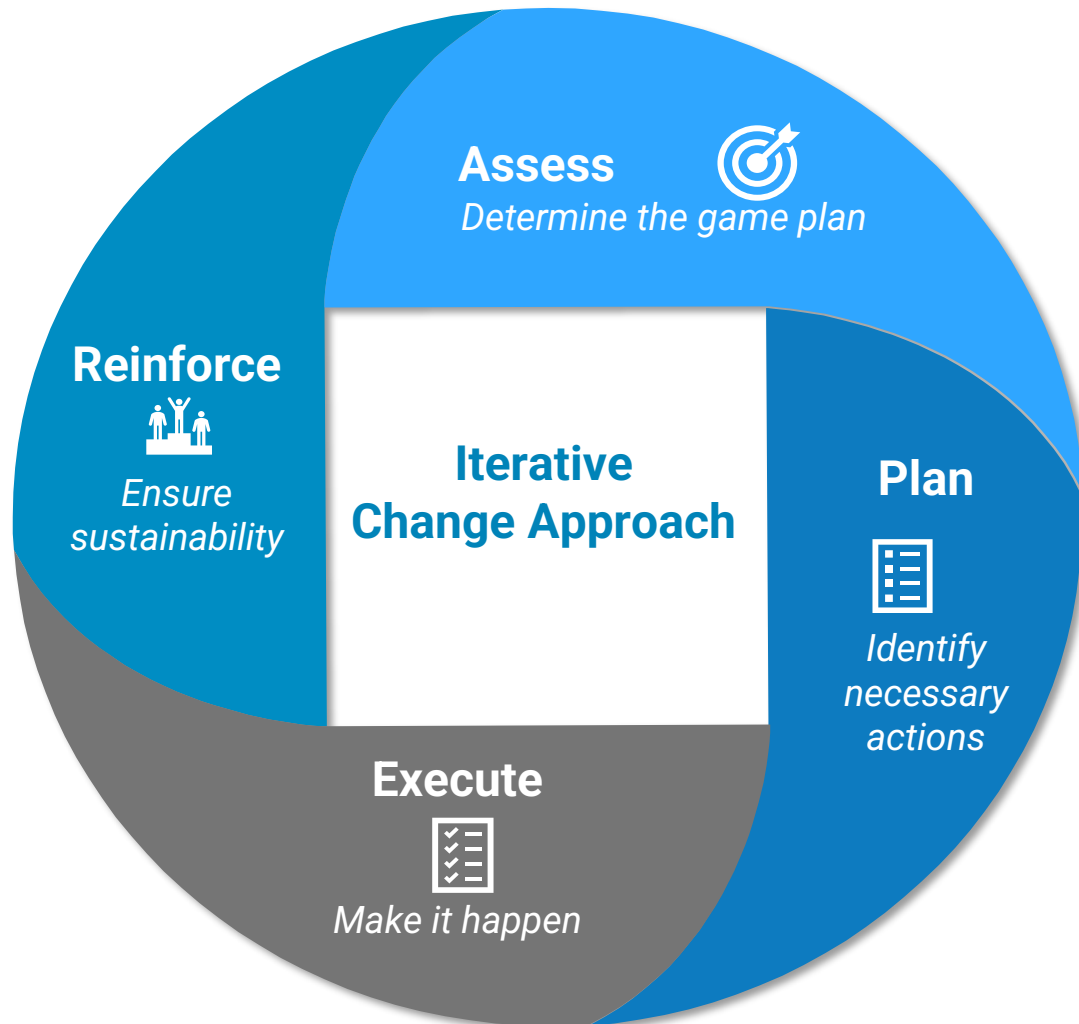 Assess
Determine the game plan
Reinforce
Ensure
sustainability
Iterative
Change Approach
Plan
Identify
necessary
actions
Execute
Make it happen